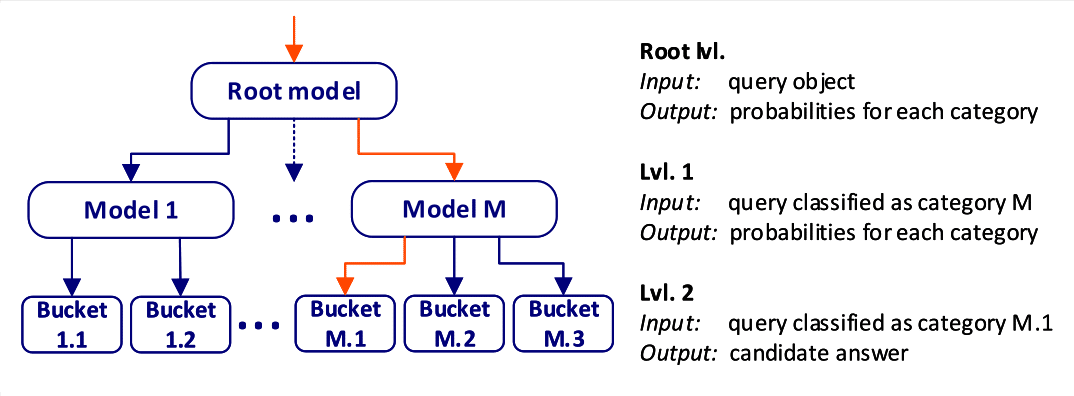 Root model
Model 1
...
Model M
Bucket
1.1
Bucket
1.2
...
Bucket
M.1
Bucket
M.2
Bucket
M.3
Root lvl.
Input: query object
Output: probabilities for each category
Lvl. 1
Input: query classified as category M
Output: probabilities for each category
Lvl. 2
Input: query classified as category M.1
Output: candidate answer